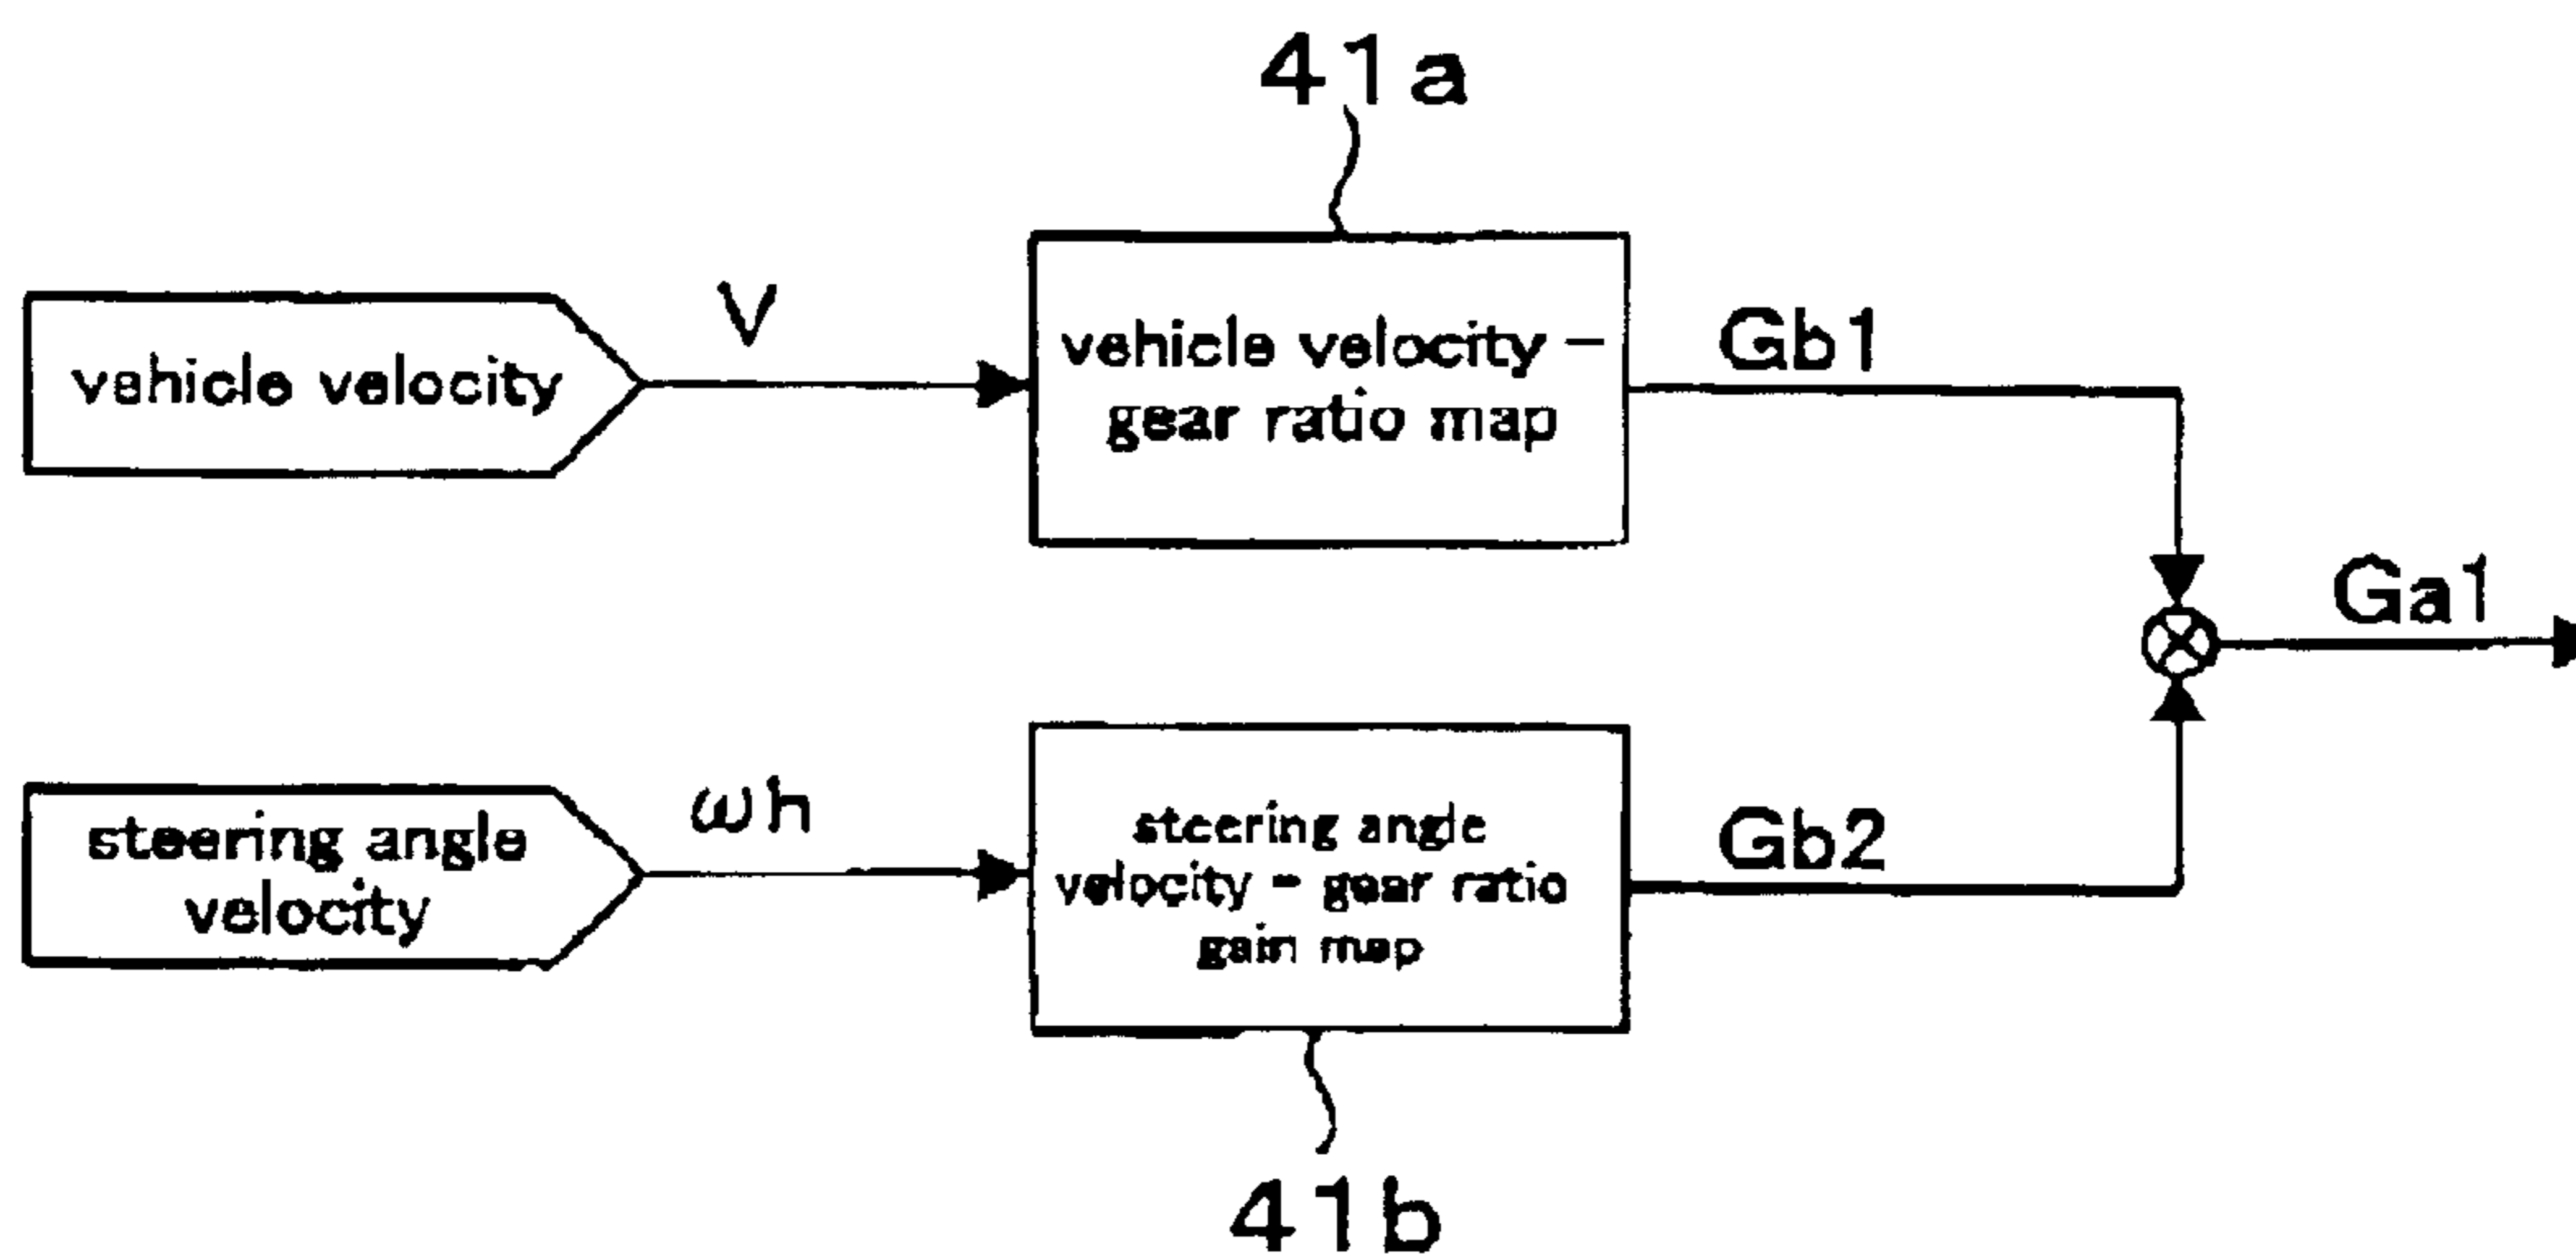 41a
vehicle velocity
V
vehicle velocity -
gear ratio map
Gb1
Ga1
steering angle
velocity
ωh
steering angle
velocity - gear ratio
gain map
Gb2
41b